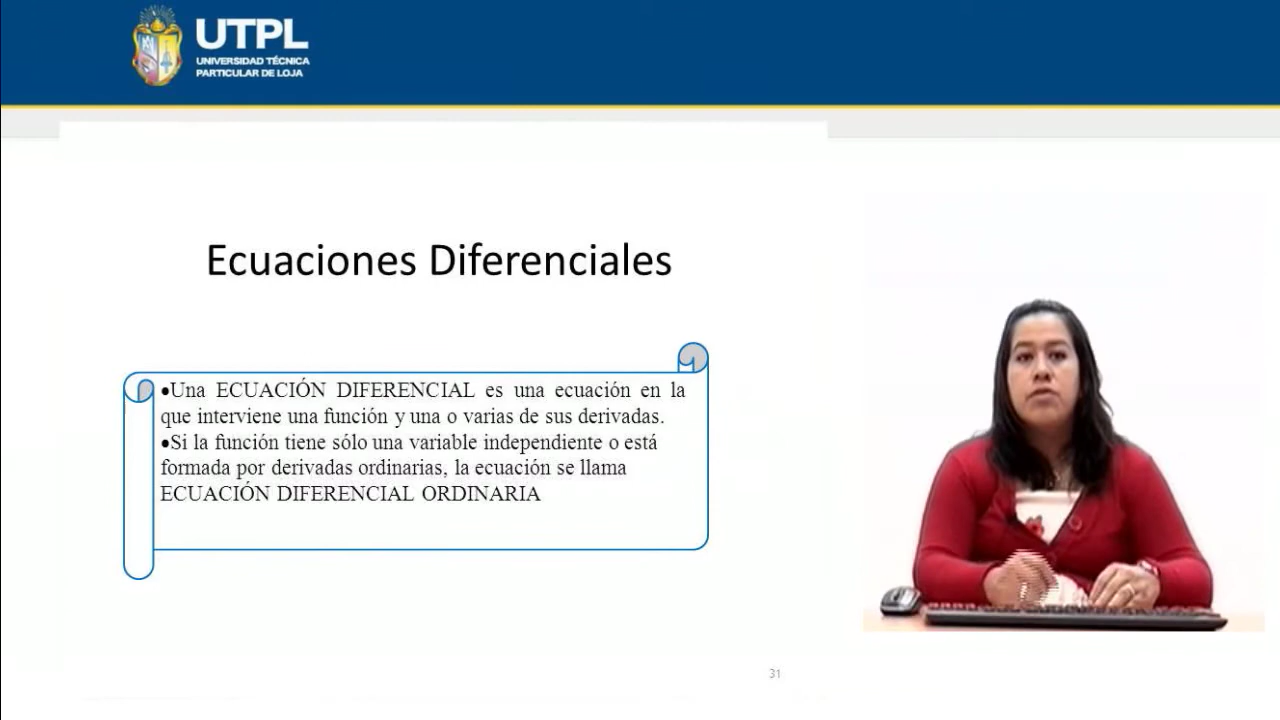 UTPL
UNIVERSIDAD TÉCNICA
PARTICULAR DE LOJA
Ecuaciones Diferenciales
•Una ECUACIÓN DIFERENCIAL es una ecuación en la
que interviene una función y una o varias de sus derivadas.
•Si la función tiene sólo una variable independiente o está
formada por derivadas ordinarias, la ecuación se llama
ECUACIÓN DIFERENCIAL ORDINARIA
31